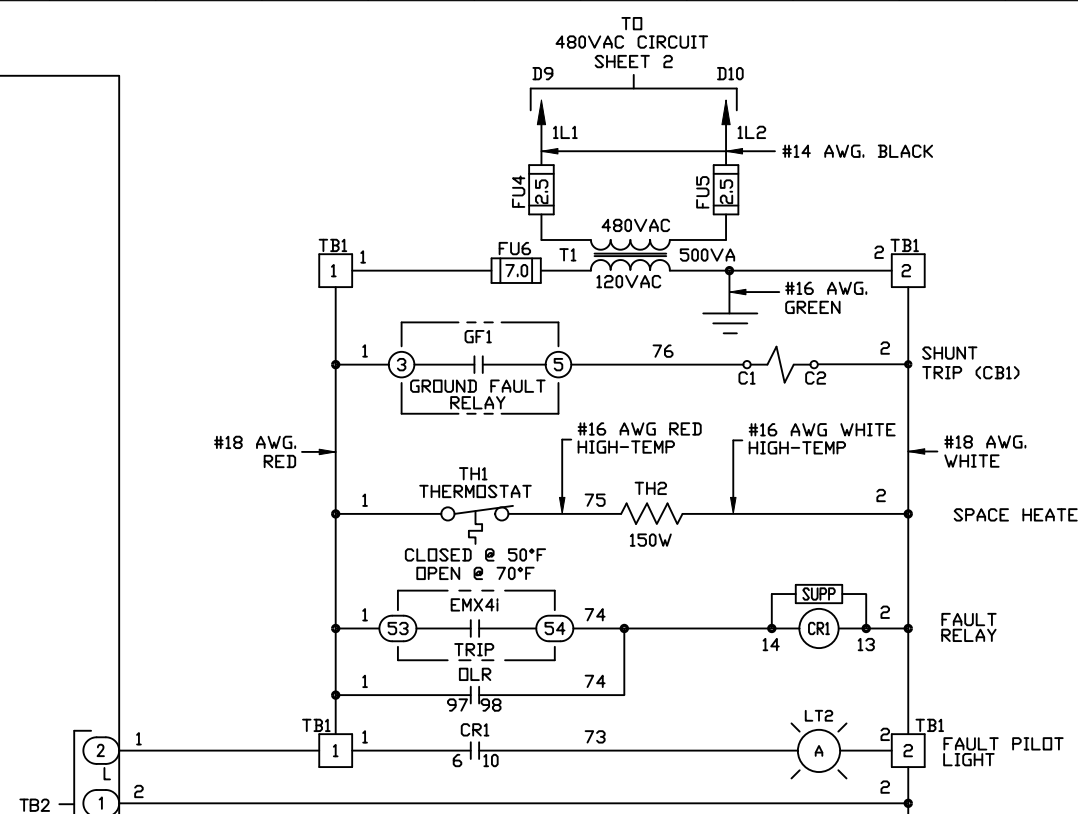 TO
480VAC CIRCUIT
SHEET 2
D9
D10
1L1
1L2
#14 AWG. BLACK
FU4
2.5
FU5
2.5
480VAC
TB1
1
1
FU6
7.0
T1
500VA
120VAC
2
TB1
2
#16 AWG.
GREEN
GF1
1
3
5
76
C1
C2
2
SHUNT
TRIP (CB1)
GROUND FAULT
RELAY
#18 AWG.
RED
#16 AWG RED
HIGH-TEMP
#16 AWG WHITE
HIGH-TEMP
#18 AWG.
WHITE
TH1
THERMOSTAT
1
75
TH2
150W
2
SPACE HEATE
CLOSED @ 50°F
OPEN @ 70°F
EMX4i
1
53
54
74
SUPP
14
CR1
13
2
FAULT
RELAY
TRIP
OLR
1
97
98
74
TB1
1
1
CR1
6
10
73
LT2
A
2
TB1
2
FAULT PILOT
LIGHT
2
1
L
TB2
1
2
2